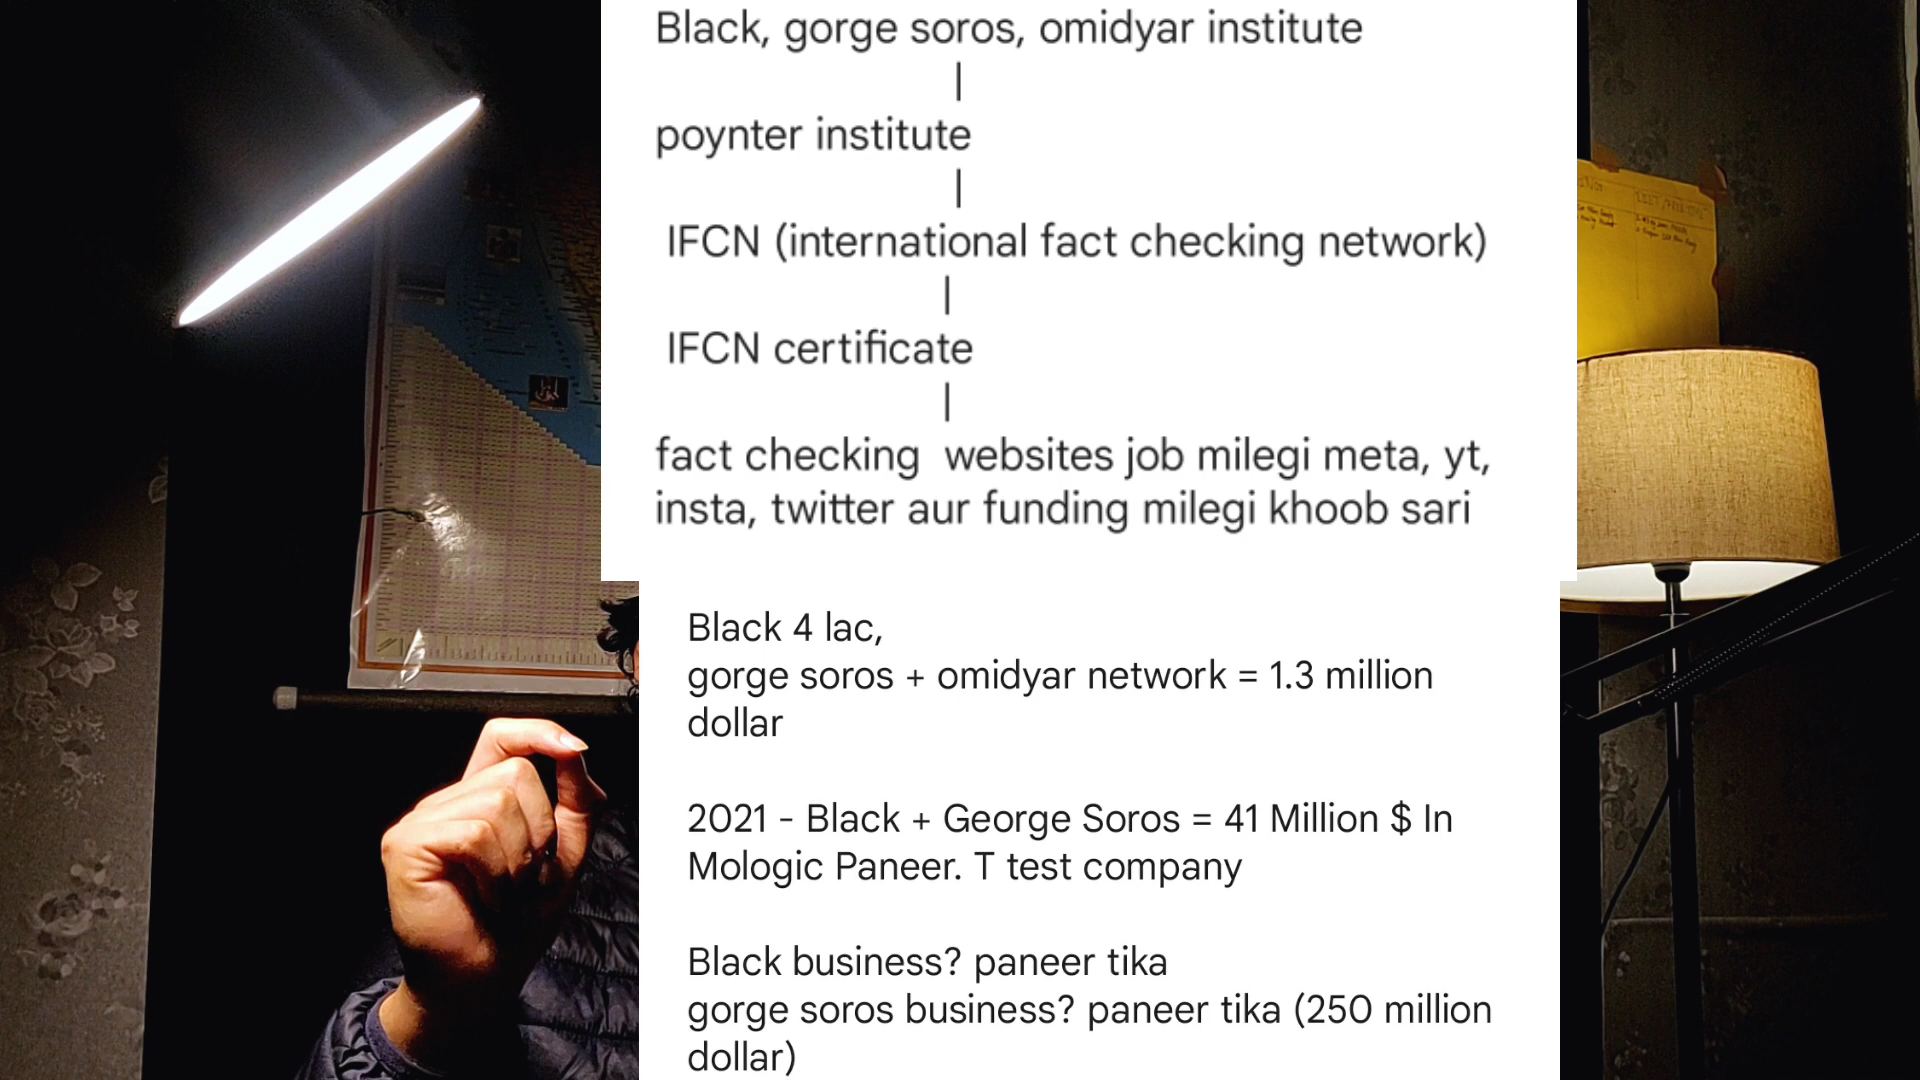 Black, gorge soros, omidyar institute
|
poynter institute
|
IFCN (international fact checking network)
|
IFCN certificate
|
fact checking websites job milegi meta, yt,
insta, twitter aur funding milegi khoob sari
Black 4 lac,
gorge soros + omidyar network = 1.3 million
dollar
2021 - Black + George Soros = 41 Million $ In
Mologic Paneer. T test company
Black business? paneer tika
gorge soros business? paneer tika (250 million
dollar)